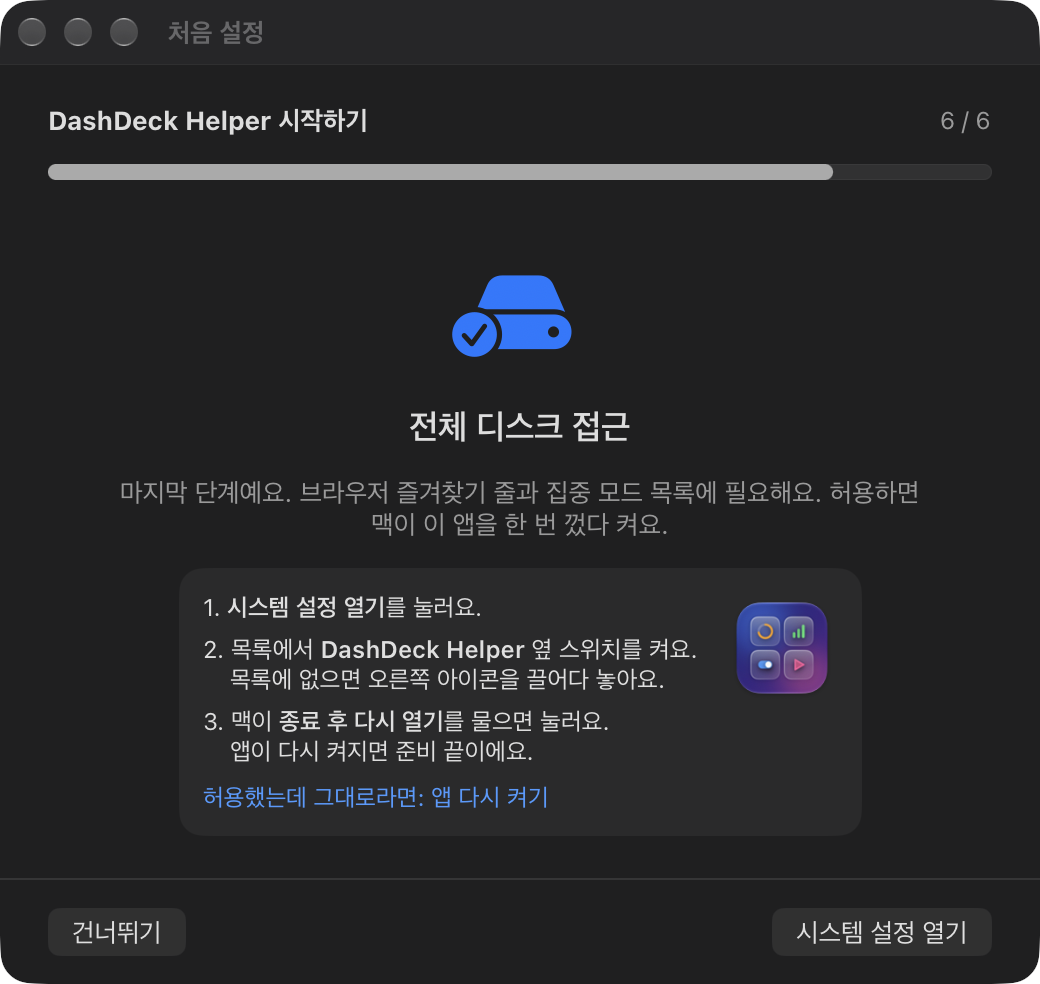 처음 설정
DashDeck Helper 시작하기
6 / 6
전체 디스크 접근
마지막 단계예요. 브라우저 즐겨찾기 줄과 집중 모드 목록에 필요해요. 허용하면
맥이 이 앱을 한 번 껐다 켜요.
1. 시스템 설정 열기를 눌러요.
2. 목록에서 DashDeck Helper 옆 스위치를 켜요.
목록에 없으면 오른쪽 아이콘을 끌어다 놓아요.
3. 맥이 종료 후 다시 열기를 물으면 눌러요.
앱이 다시 켜지면 준비 끝이에요.
허용했는데 그대로라면: 앱 다시 켜기
건너뛰기
시스템 설정 열기